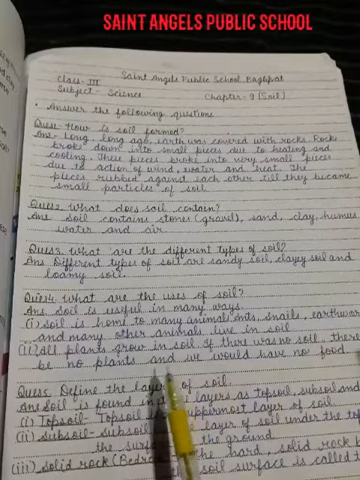 SAINT ANGELS PUBLIC SCHOOL
Saint Angels Public School Baghpat
Class - III
Subject - Science Chapter - 9 (Soil)
• Answer the following questions
Ques1- How is soil formed?
Ans - Long, long ago, earth was covered with rocks. Rocks
broke down into small pieces due to heating and
cooling. These pieces broke into very small pieces
due to action of wind, water and heat. The
pieces rubbed against each other till they became
small particles of soil.
Ques2. What does soil contain?
Ans Soil contains stones (gravel), sand, clay, humus
water and air.
Ques3. What are the different types of soil?
Ans Different types of soil are sandy soil, clayey soil and
loamy soil.
Ques4. What are the uses of soil?
Ans. Soil is useful in many ways.
(i) Soil is home to many animals. Ants, snails, earthwor
and many other animals live in soil
(ii) All plants grow in soil. If there was no soil, there
be no plants and we would have no food.
Ques5. Define the layers of soil.
Ans Soil is found in layers as topsoil, subsoil and
(i) Topsoil- Topsoil uppermost layer of soil
(ii) Subsoil- Subsoil layer of soil under the top
the sur the ground
(iii) Solid rock (Bedr the hard, solid rock b
the soil surface is called t